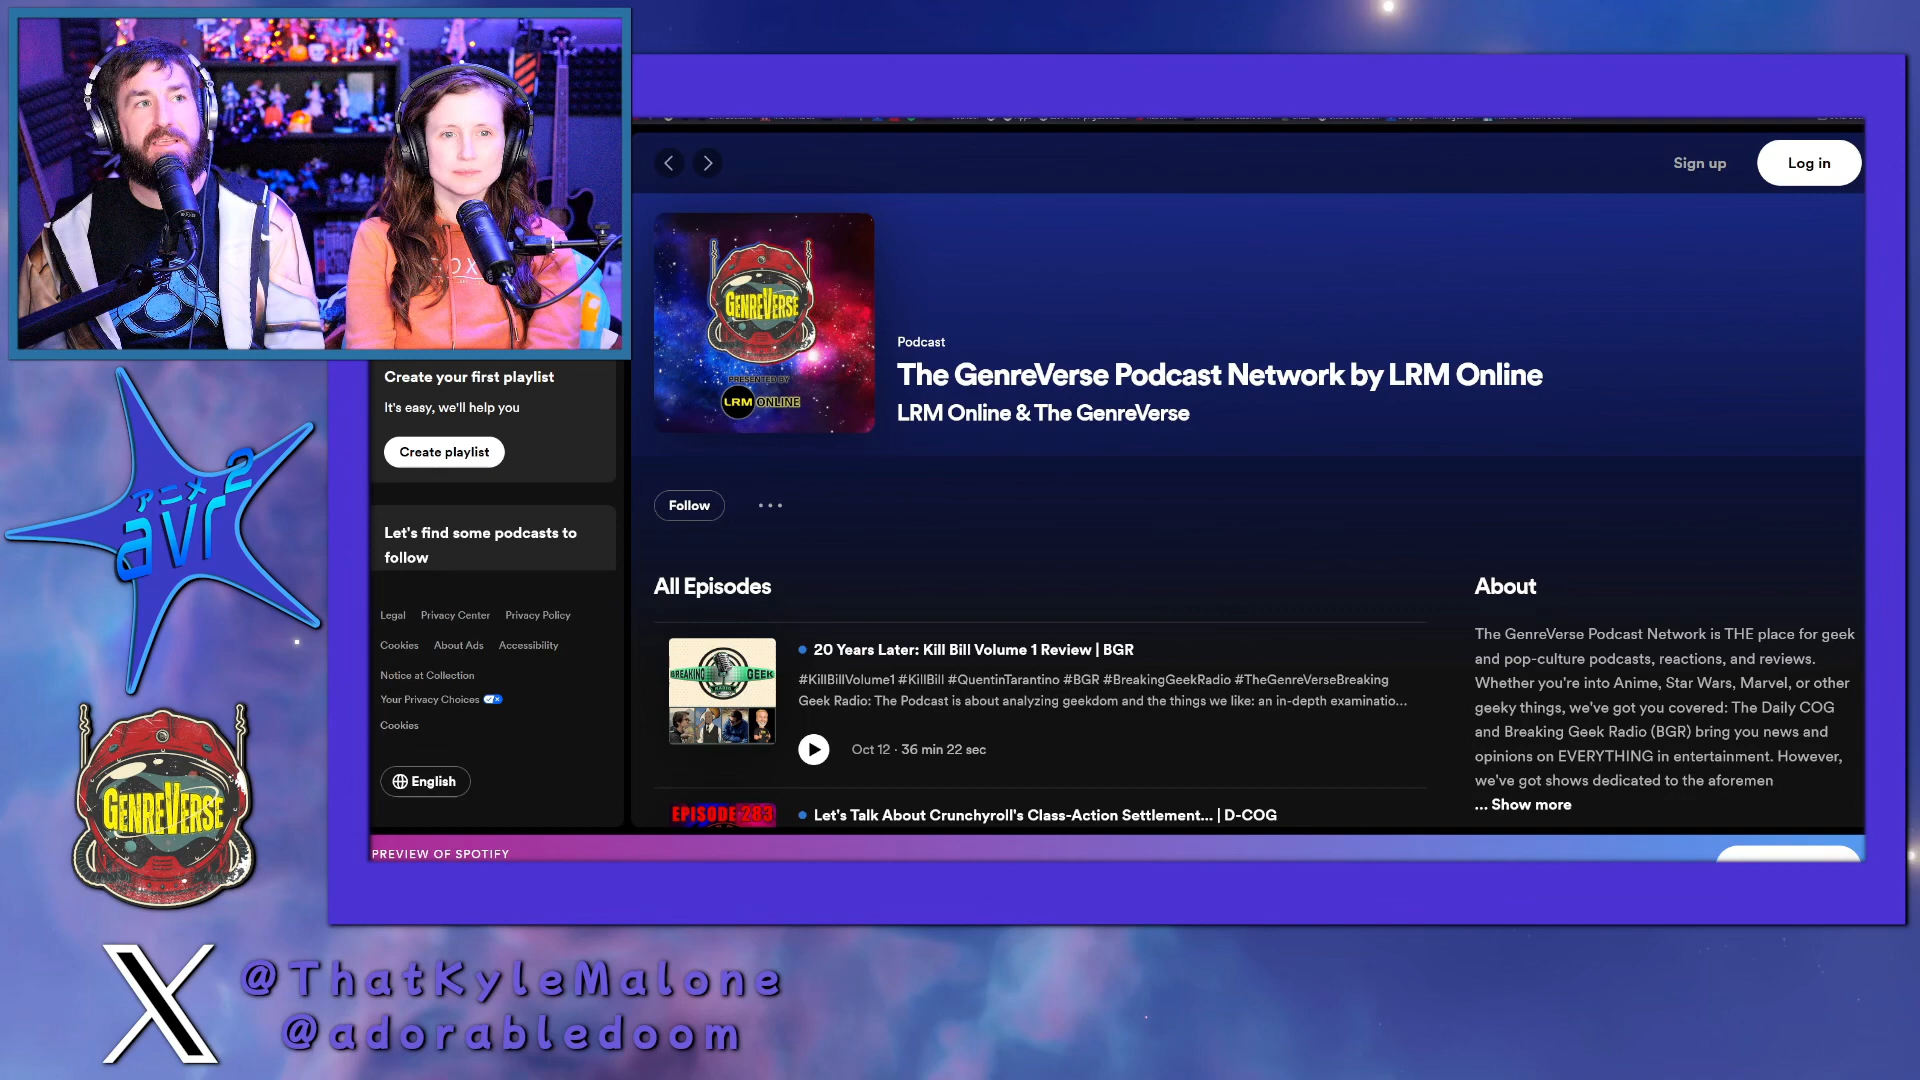 Sign up
Log in
GENREVERSE
PRESENTED BY
LRM ONLINE
Podcast
The GenreVerse Podcast Network by LRM Online
LRM Online & The GenreVerse
Create your first playlist
It's easy, we'll help you
Create playlist
Let's find some podcasts to
follow
Legal Privacy Center Privacy Policy
Cookies About Ads Accessibility
Notice at Collection
Your Privacy Choices
Cookies
English
Follow
All Episodes
BREAKING GEEK
RADIO
20 Years Later: Kill Bill Volume 1 Review | BGR
#KillBillVolume1 #KillBill #QuentinTarantino #BGR #BreakingGeekRadio #TheGenreVerseBreaking
Geek Radio: The Podcast is about analyzing geekdom and the things we like: an in-depth examinatio...
Oct 12 · 36 min 22 sec
EPISODE 283
Let's Talk About Crunchyroll's Class-Action Settlement... | D-COG
About
The GenreVerse Podcast Network is THE place for geek
and pop-culture podcasts, reactions, and reviews.
Whether you're into Anime, Star Wars, Marvel, or other
geeky things, we've got you covered: The Daily COG
and Breaking Geek Radio (BGR) bring you news and
opinions on EVERYTHING in entertainment. However,
we've got shows dedicated to the aforemen
... Show more
PREVIEW OF SPOTIFY
アニメ
avr2
GENREVERSE
X @ThatKyleMalone
@adorabledoom